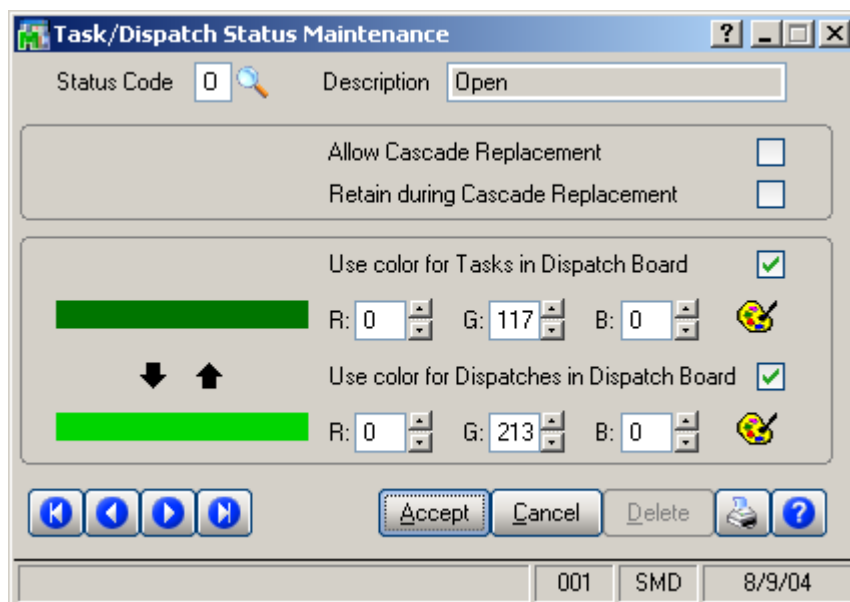 Task/Dispatch Status Maintenance
Status Code O Description Open
Allow Cascade Replacement
Retain during Cascade Replacement
Use color for Tasks in Dispatch Board
R: 0 G: 117 B: 0
Use color for Dispatches in Dispatch Board
R: 0 G: 213 B: 0
Accept Cancel Delete
001 SMD 8/9/04